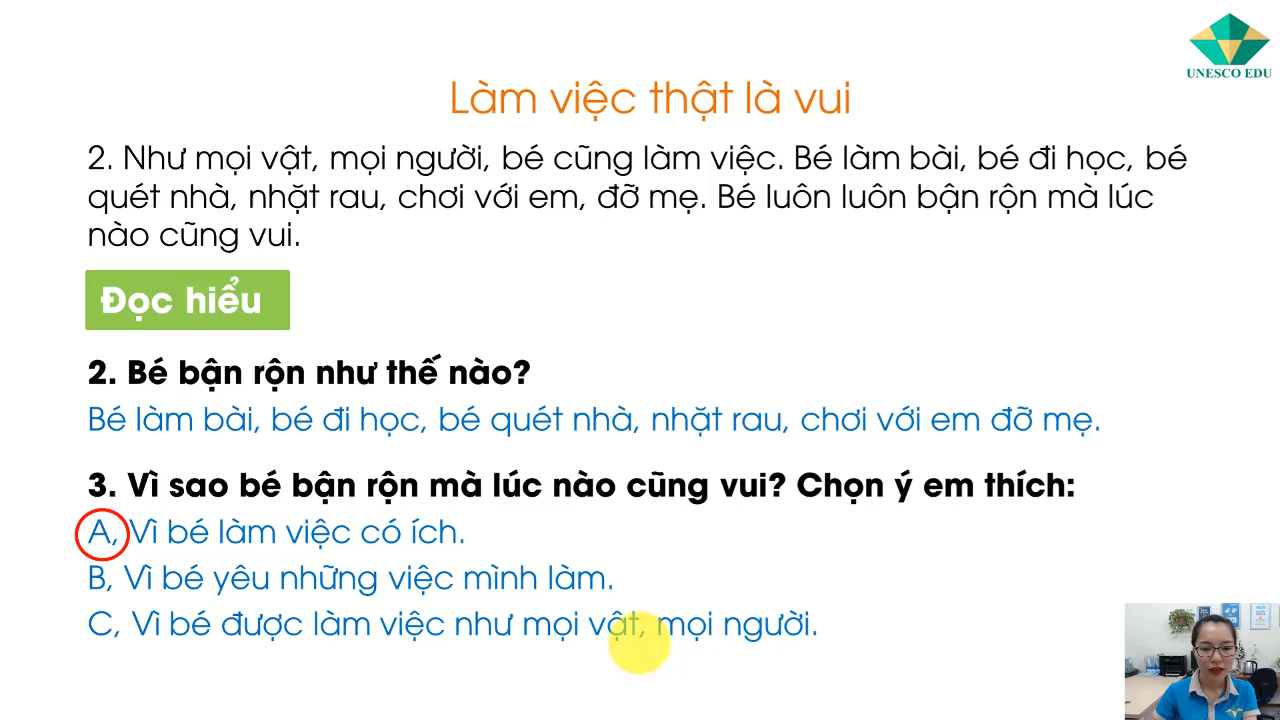 UNESCO EDU
Làm việc thật là vui
2. Như mọi vật, mọi người, bé cũng làm việc. Bé làm bài, bé đi học, bé
quét nhà, nhặt rau, chơi với em, đỡ mẹ. Bé luôn luôn bận rộn mà lúc
nào cũng vui.
Đọc hiểu
2. Bé bận rộn như thế nào?
Bé làm bài, bé đi học, bé quét nhà, nhặt rau, chơi với em đỡ mẹ.
3. Vì sao bé bận rộn mà lúc nào cũng vui? Chọn ý em thích:
A, Vì bé làm việc có ích.
B, Vì bé yêu những việc mình làm.
C, Vì bé được làm việc như mọi vật, mọi người.